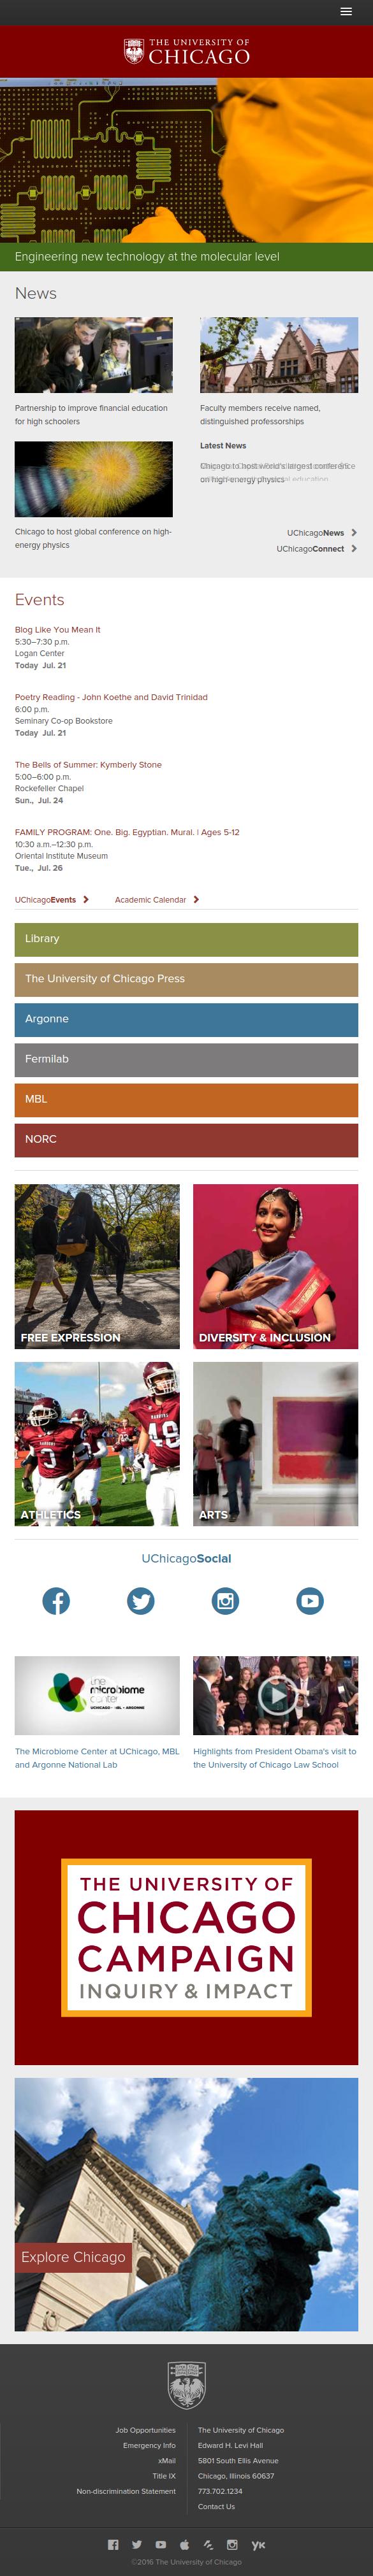 THE UNIVERSITY OF
CHICAGO
Engineering new technology at the molecular level
News
Partnership to improve financial education
for high schoolers
Faculty members receive named,
distinguished professorships
Latest News
Chicago to host world's largest conference
on high-energy physics
Chicago to host global conference on high-
energy physics
UChicagoNews
UChicagoConnect
Events
Blog Like You Mean It
5:30–7:30 p.m.
Logan Center
Today Jul. 21
Poetry Reading - John Koethe and David Trinidad
6:00 p.m.
Seminary Co-op Bookstore
Today Jul. 21
The Bells of Summer: Kymberly Stone
5:00–6:00 p.m.
Rockefeller Chapel
Sun., Jul. 24
FAMILY PROGRAM: One. Big. Egyptian. Mural. | Ages 5-12
10:30 a.m.–12:30 p.m.
Oriental Institute Museum
Tue., Jul. 26
UChicagoEvents Academic Calendar
Library
The University of Chicago Press
Argonne
Fermilab
MBL
NORC
FREE EXPRESSION
DIVERSITY & INCLUSION
ATHLETICS
ARTS
UChicagoSocial
the
microbiome
center
UCHICAGO MBL ARGONNE
The Microbiome Center at UChicago, MBL
and Argonne National Lab
Highlights from President Obama's visit to
the University of Chicago Law School
THE UNIVERSITY OF
CHICAGO
CAMPAIGN
INQUIRY & IMPACT
Explore Chicago
Job Opportunities
Emergency Info
xMail
Title IX
Non-discrimination Statement
The University of Chicago
Edward H. Levi Hall
5801 South Ellis Avenue
Chicago, Illinois 60637
773.702.1234
Contact Us
©2016 The University of Chicago